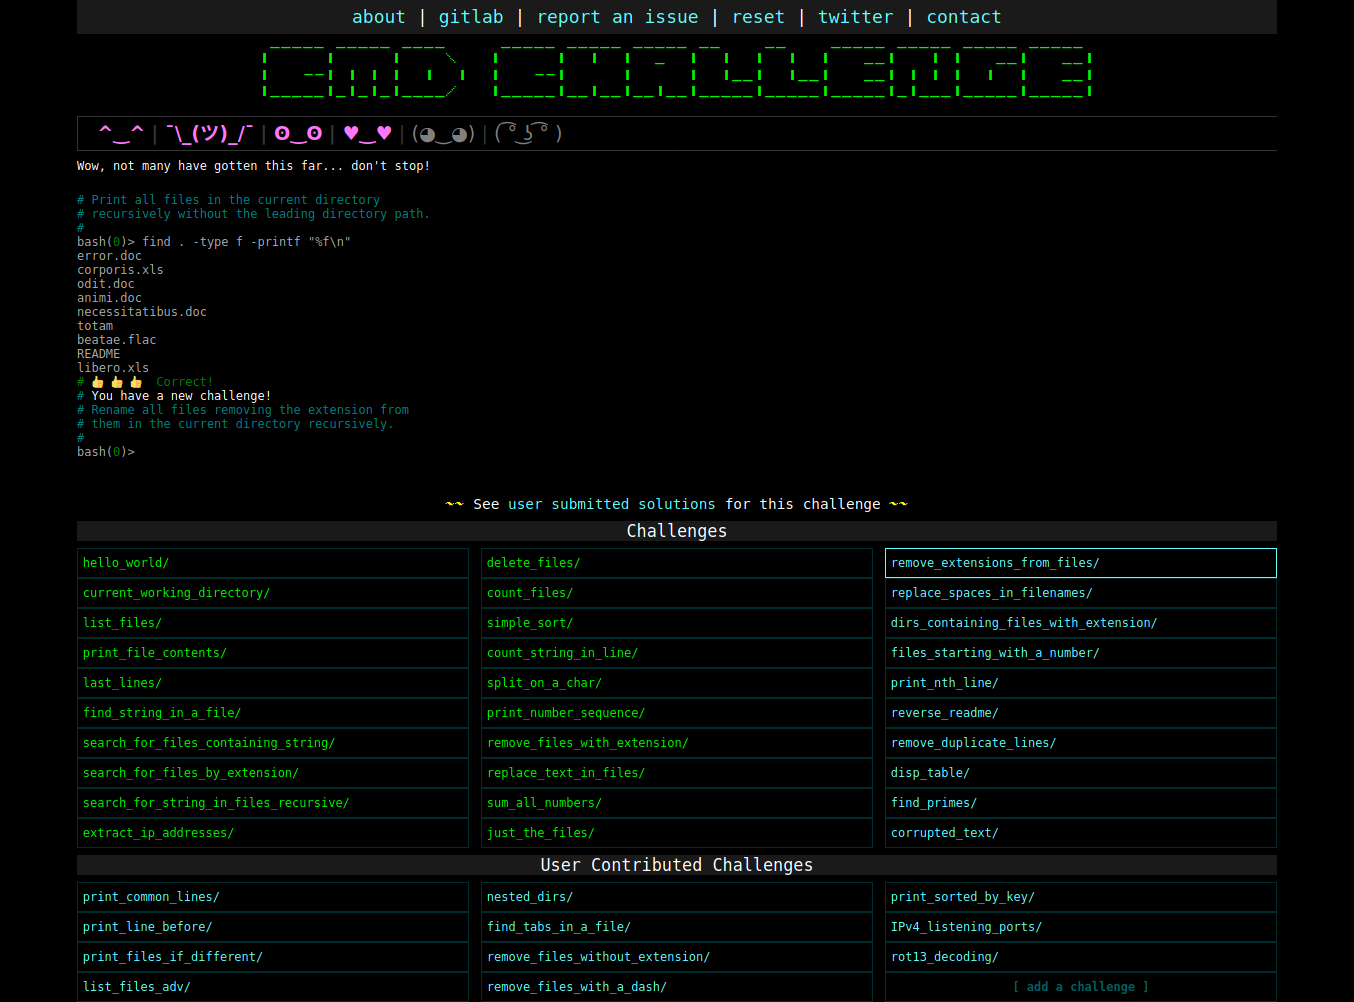 about | gitlab | report an issue | reset | twitter | contact
CMD CHALLENGE
^‿^ | ¯\_(ツ)_/¯ | ʘ‿ʘ | ♥‿♥ | (◕‿◕) | ( ͡° ͜ʖ ͡° )
Wow, not many have gotten this far... don't stop!
# Print all files in the current directory
# recursively without the leading directory path.
#
bash(0)> find . -type f -printf "%f\n"
error.doc
corporis.xls
odit.doc
animi.doc
necessitatibus.doc
totam
beatae.flac
README
libero.xls
# 👍 👍 👍 Correct!
# You have a new challenge!
# Rename all files removing the extension from
# them in the current directory recursively.
#
bash(0)>
~~ See user submitted solutions for this challenge ~~
Challenges
hello_world/
current_working_directory/
list_files/
print_file_contents/
last_lines/
find_string_in_a_file/
search_for_files_containing_string/
search_for_files_by_extension/
search_for_string_in_files_recursive/
extract_ip_addresses/
delete_files/
count_files/
simple_sort/
count_string_in_line/
split_on_a_char/
print_number_sequence/
remove_files_with_extension/
replace_text_in_files/
sum_all_numbers/
just_the_files/
remove_extensions_from_files/
replace_spaces_in_filenames/
dirs_containing_files_with_extension/
files_starting_with_a_number/
print_nth_line/
reverse_readme/
remove_duplicate_lines/
disp_table/
find_primes/
corrupted_text/
User Contributed Challenges
print_common_lines/
print_line_before/
print_files_if_different/
list_files_adv/
nested_dirs/
find_tabs_in_a_file/
remove_files_without_extension/
remove_files_with_a_dash/
print_sorted_by_key/
IPv4_listening_ports/
rot13_decoding/
[ add a challenge ]